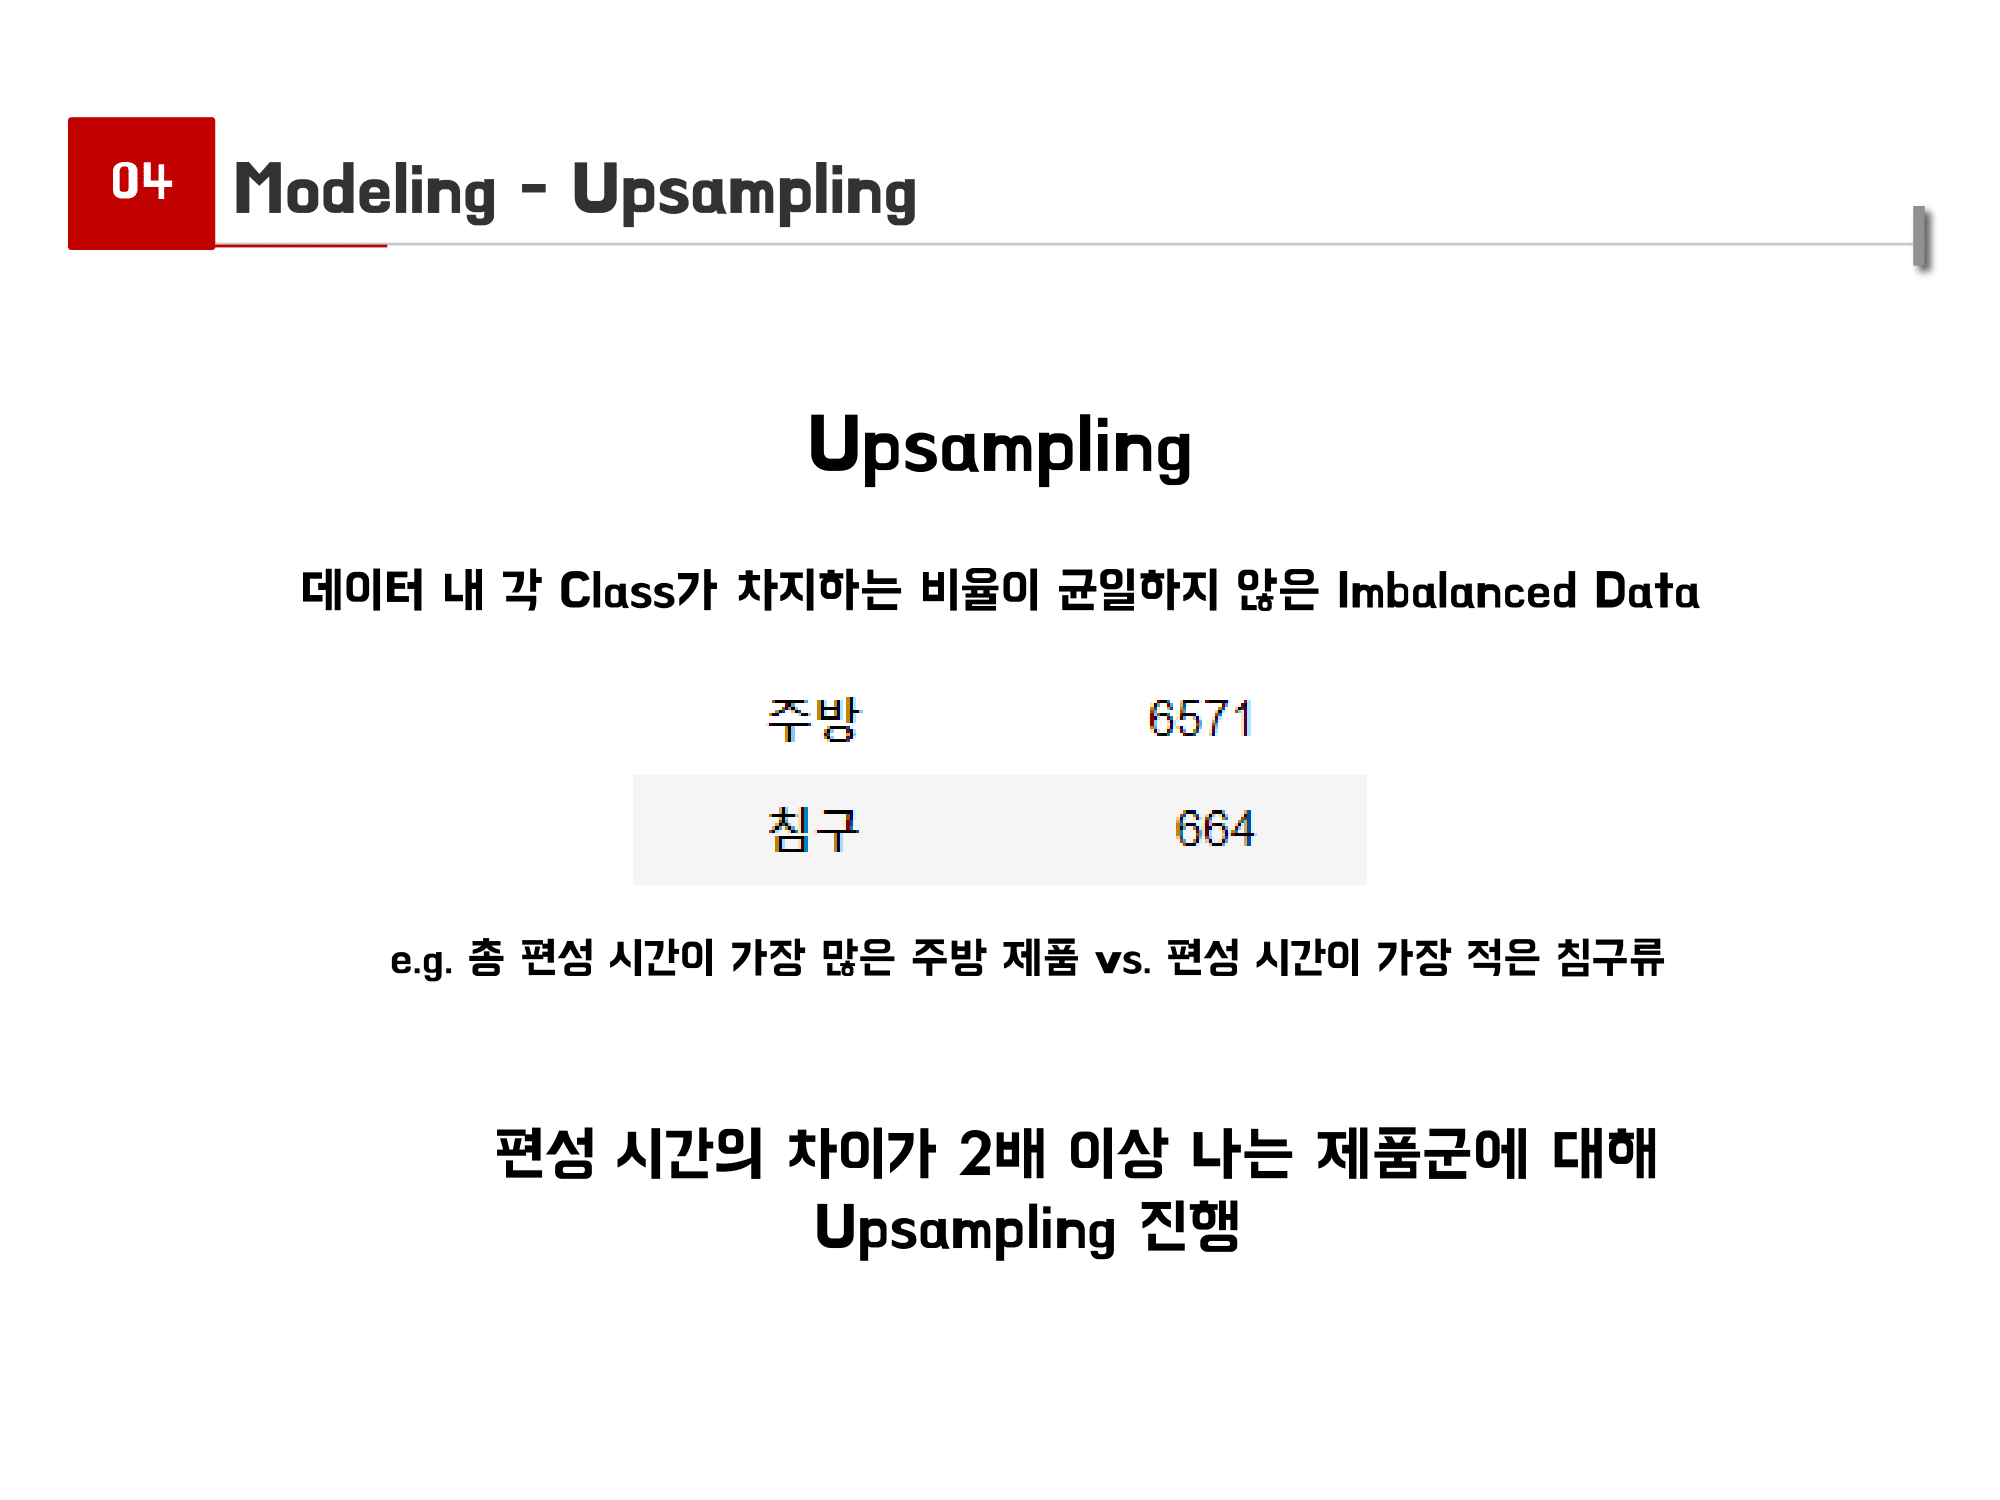 04
Modeling - Upsampling
Upsampling
데이터 내 각 Class가 차지하는 비율이 균일하지 않은 Imbalanced Data
주방 6571
침구 664
e.g. 총 편성 시간이 가장 많은 주방 제품 vs. 편성 시간이 가장 적은 침구류
편성 시간의 차이가 2배 이상 나는 제품군에 대해
Upsampling 진행